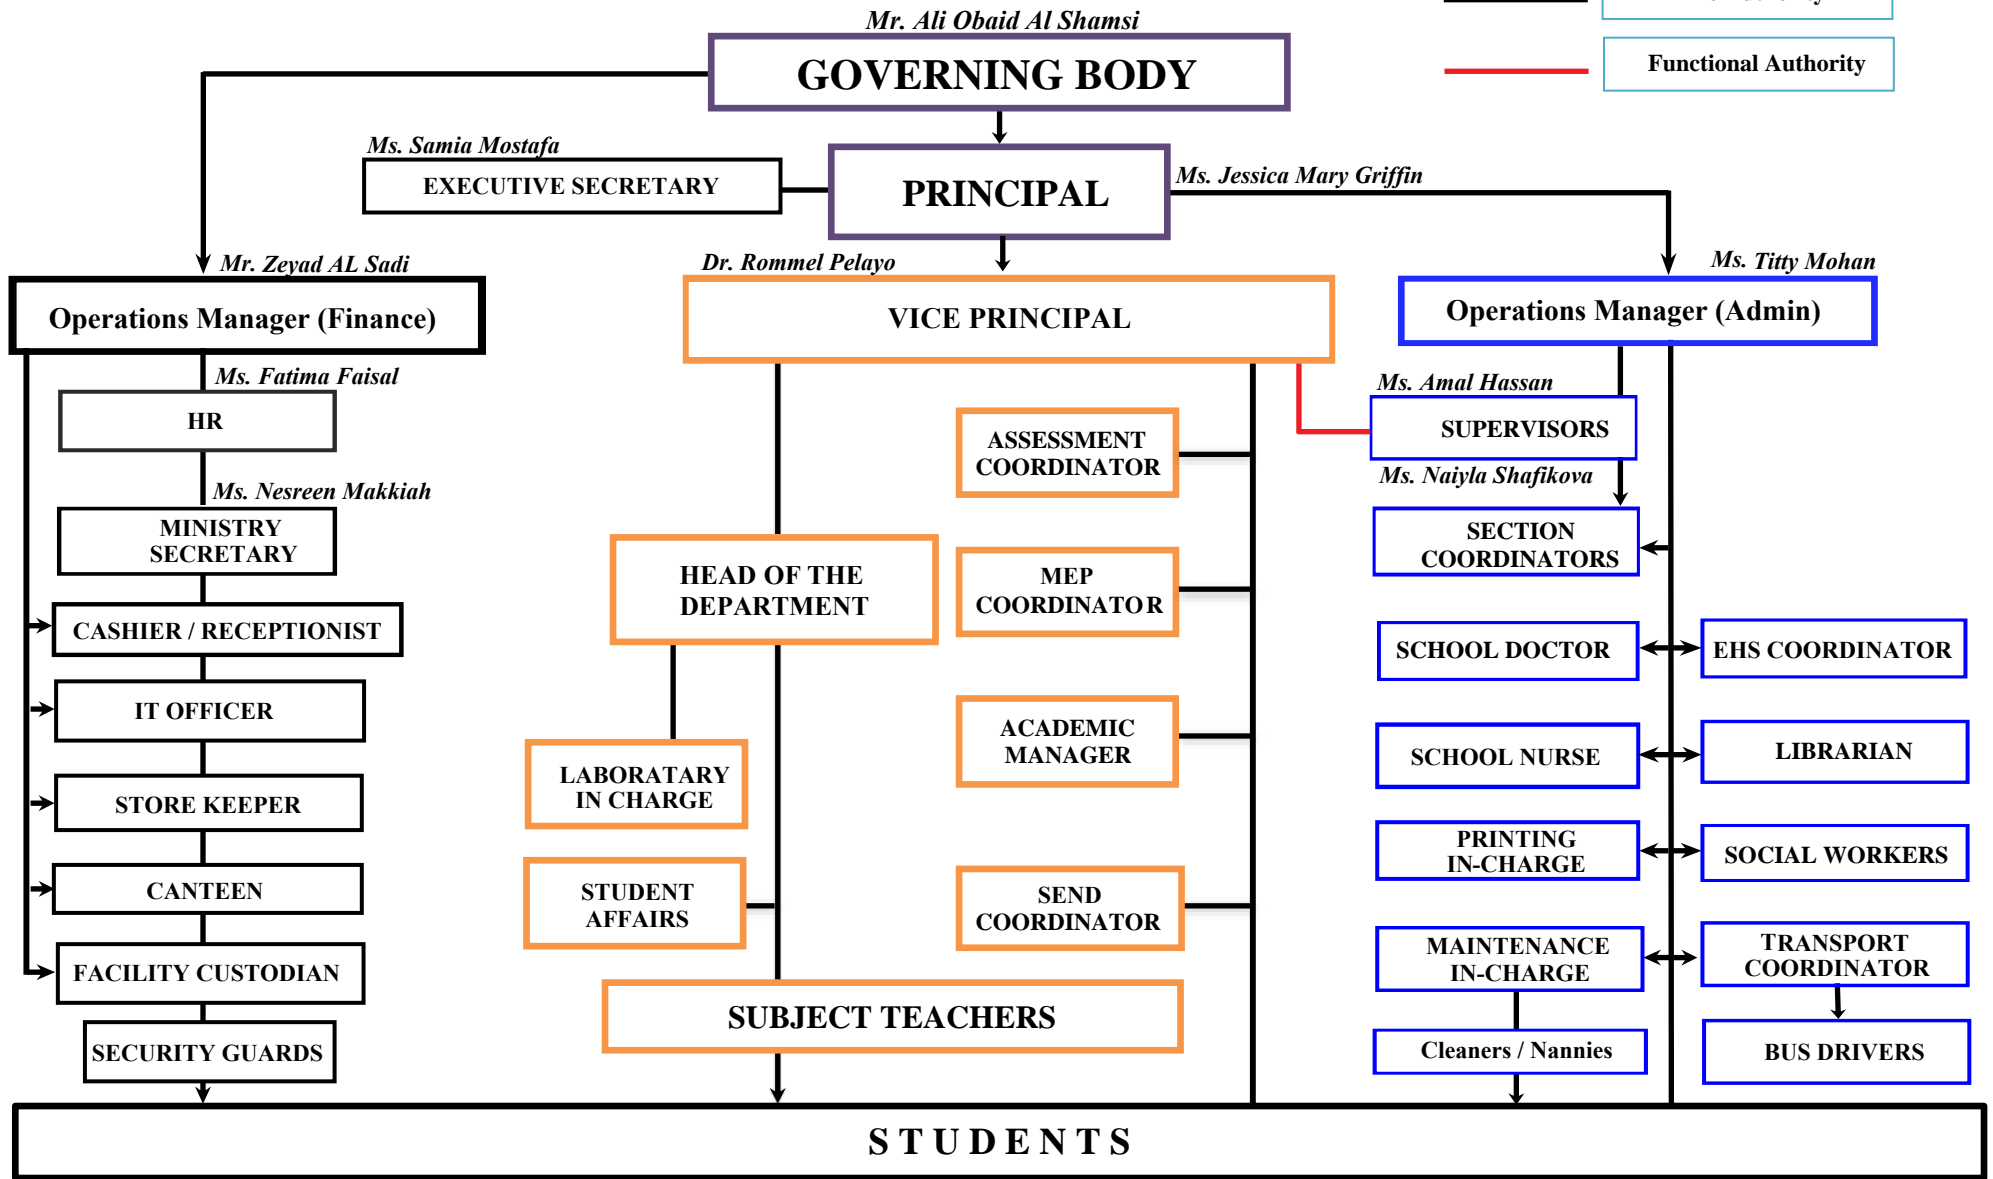 Mr. Ali Obaid Al Shamsi
GOVERNING BODY
Functional Authority
Ms. Samia Mostafa
EXECUTIVE SECRETARY
PRINCIPAL
Ms. Jessica Mary Griffin
Mr. Zeyad AL Sadi
Operations Manager (Finance)
Dr. Rommel Pelayo
VICE PRINCIPAL
Ms. Titty Mohan
Operations Manager (Admin)
Ms. Fatima Faisal
HR
Ms. Nesreen Makkiah
MINISTRY
SECRETARY
CASHIER / RECEPTIONIST
IT OFFICER
STORE KEEPER
CANTEEN
FACILITY CUSTODIAN
SECURITY GUARDS
HEAD OF THE
DEPARTMENT
LABORATARY
IN CHARGE
STUDENT
AFFAIRS
ASSESSMENT
COORDINATOR
MEP
COORDINATOR
ACADEMIC
MANAGER
SEND
COORDINATOR
SUBJECT TEACHERS
Ms. Amal Hassan
SUPERVISORS
Ms. Naiyla Shafikova
SECTION
COORDINATORS
SCHOOL DOCTOR
EHS COORDINATOR
SCHOOL NURSE
LIBRARIAN
PRINTING
IN-CHARGE
SOCIAL WORKERS
MAINTENANCE
IN-CHARGE
TRANSPORT
COORDINATOR
Cleaners / Nannies
BUS DRIVERS
S T U D E N T S